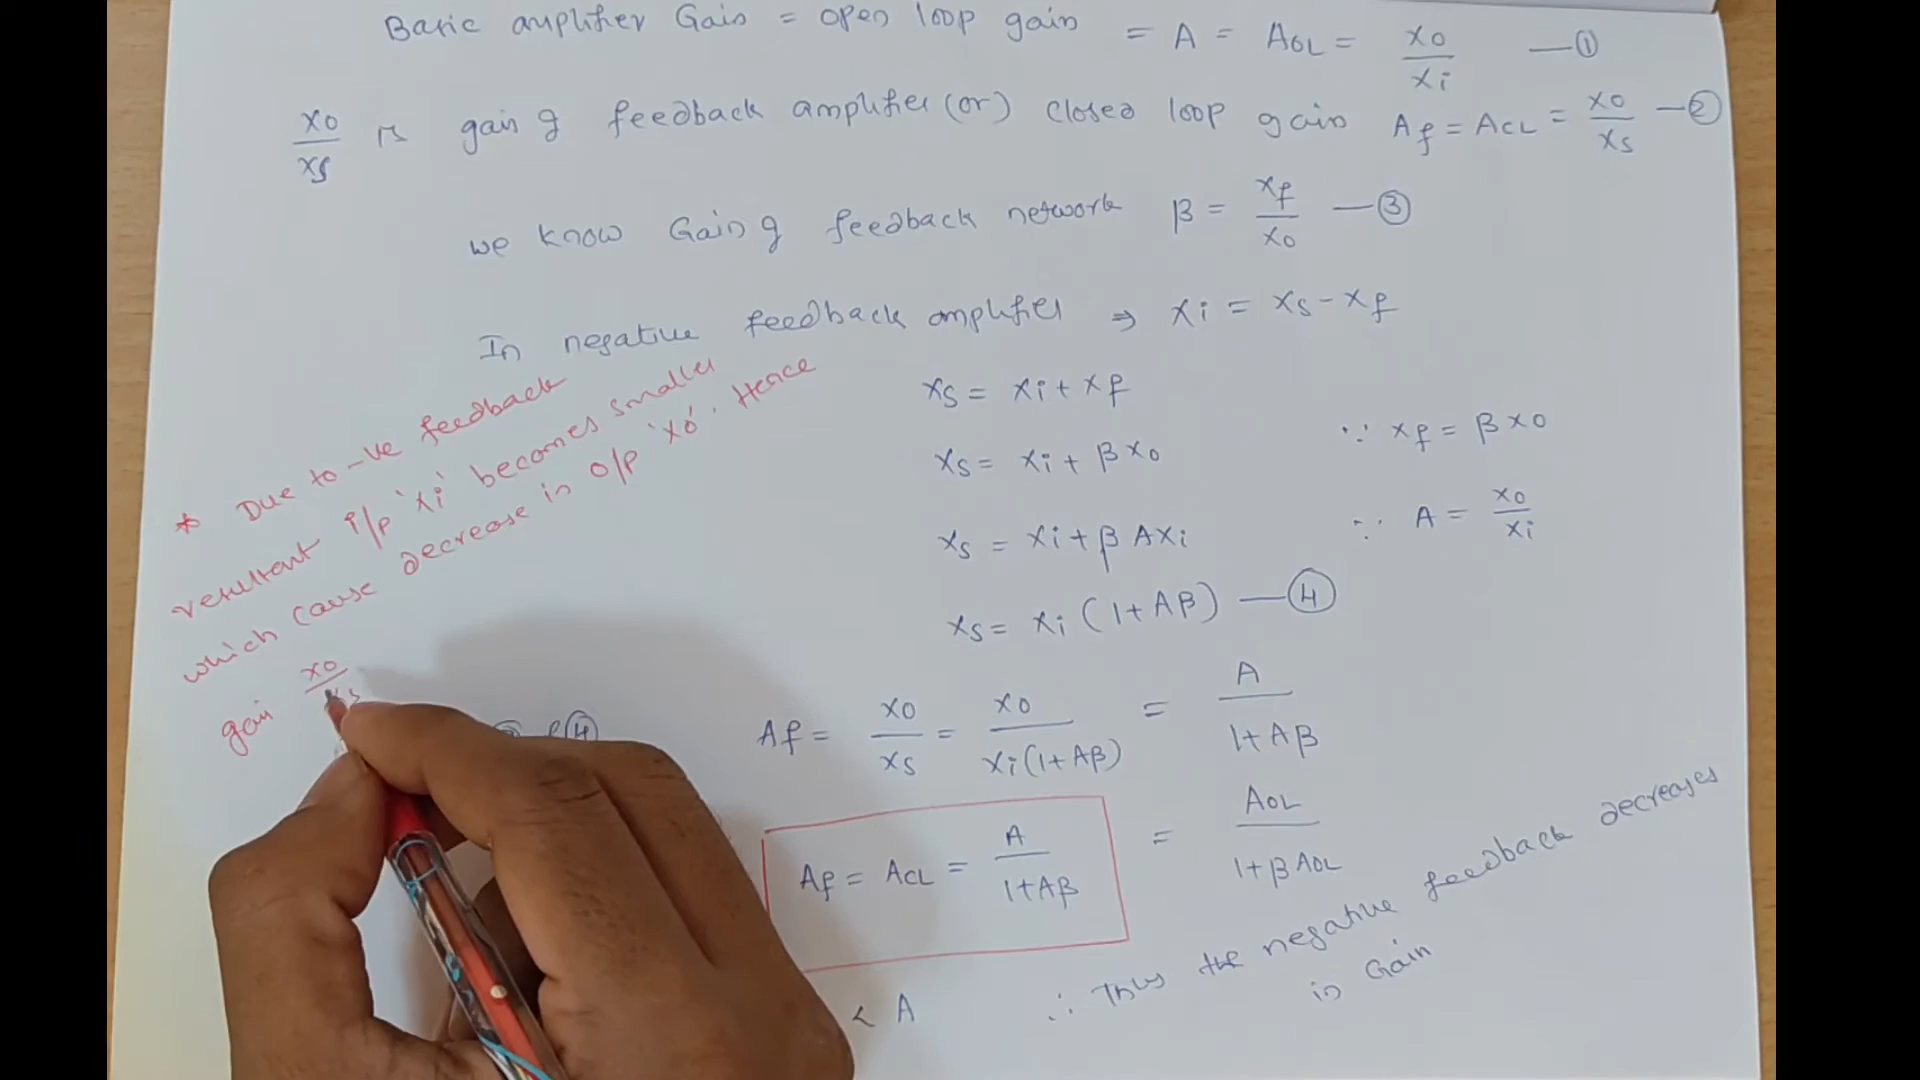 Basic amplifier Gain = open loop gain = A = AOL = xo/xi —①
xo/xs is gain of feedback amplifier (or) closed loop gain Af = ACL = xo/xs —②
we know Gain of feedback network β = xf/xo —③
In negative feedback amplifier ⇒ xi = xs - xf
xs = xi + xf
xs = xi + βxo ∵ xf = βxo
xs = xi + βAxi ∵ A = xo/xi
xs = xi (1+Aβ) —④
* Due to -ve feedback
resultant i/p 'xi' becomes smaller
which cause decrease in o/p 'xo'. Hence
gain xo/xs
④
Af = xo/xs = xo/xi(1+Aβ) = A/1+Aβ
Af = ACL = A/1+Aβ = AOL/1+βAOL
< A
∴ Thus the negative feedback decreases
in Gain